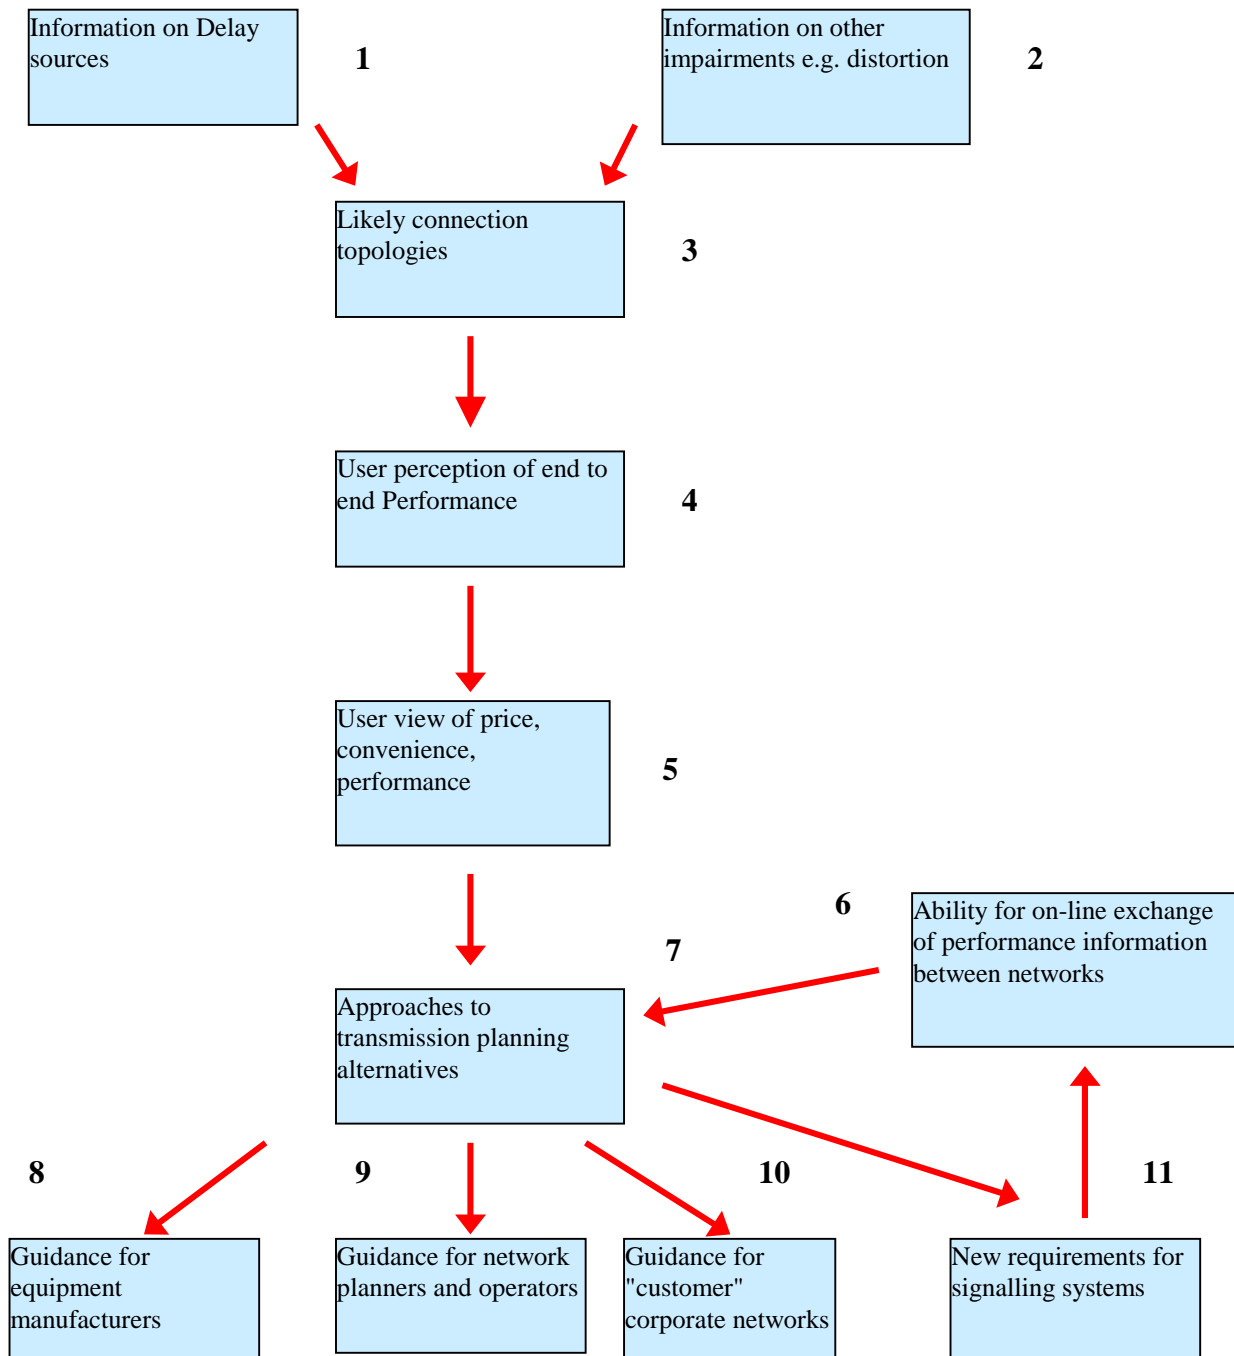 Information on Delay
sources
1
Information on other
impairments e.g. distortion
2
Likely connection
topologies
3
User perception of end to
end Performance
4
User view of price,
convenience,
performance
5
6
Ability for on-line exchange
of performance information
between networks
7
Approaches to
transmission planning
alternatives
8
9
10
11
Guidance for
equipment
manufacturers
Guidance for network
planners and operators
Guidance for
"customer"
corporate networks
New requirements for
signalling systems